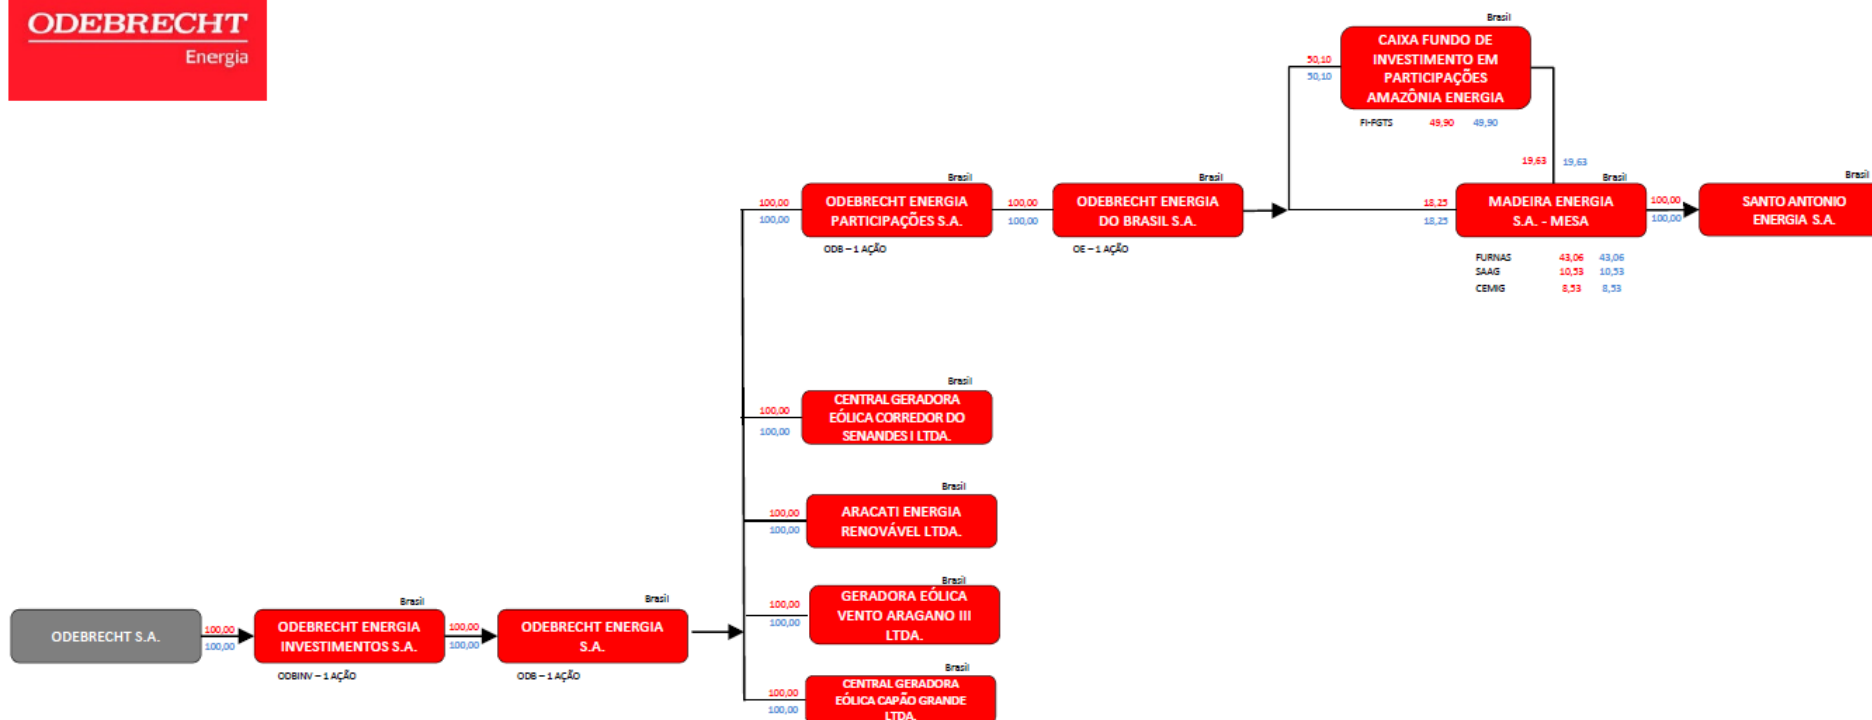 ODEBRECHT
Energia
Brasil
CAIXA FUNDO DE
INVESTIMENTO EM
PARTICIPAÇÕES
AMAZÔNIA ENERGIA
50,10
50,10
FI-FGTS 49,90 49,90
19,63 19,63
Brasil
ODEBRECHT ENERGIA
PARTICIPAÇÕES S.A.
100,00
100,00
ODB – 1 AÇÃO
Brasil
ODEBRECHT ENERGIA
DO BRASIL S.A.
100,00
100,00
OE – 1 AÇÃO
Brasil
MADEIRA ENERGIA
S.A. - MESA
18,25
18,25
FURNAS 43,06 43,06
SAAG 10,53 10,53
CEMIG 8,53 8,53
Brasil
SANTO ANTONIO
ENERGIA S.A.
100,00
100,00
Brasil
CENTRAL GERADORA
EÓLICA CORREDOR DO
SENANDES I LTDA.
100,00
100,00
Brasil
ARACATI ENERGIA
RENOVÁVEL LTDA.
100,00
100,00
Brasil
GERADORA EÓLICA
VENTO ARAGANO III
LTDA.
100,00
100,00
ODEBRECHT S.A.
100,00
100,00
Brasil
ODEBRECHT ENERGIA
INVESTIMENTOS S.A.
ODBINV – 1 AÇÃO
100,00
100,00
Brasil
ODEBRECHT ENERGIA
S.A.
ODB – 1 AÇÃO
Brasil
CENTRAL GERADORA
EÓLICA CAPÃO GRANDE
LTDA.
100,00
100,00